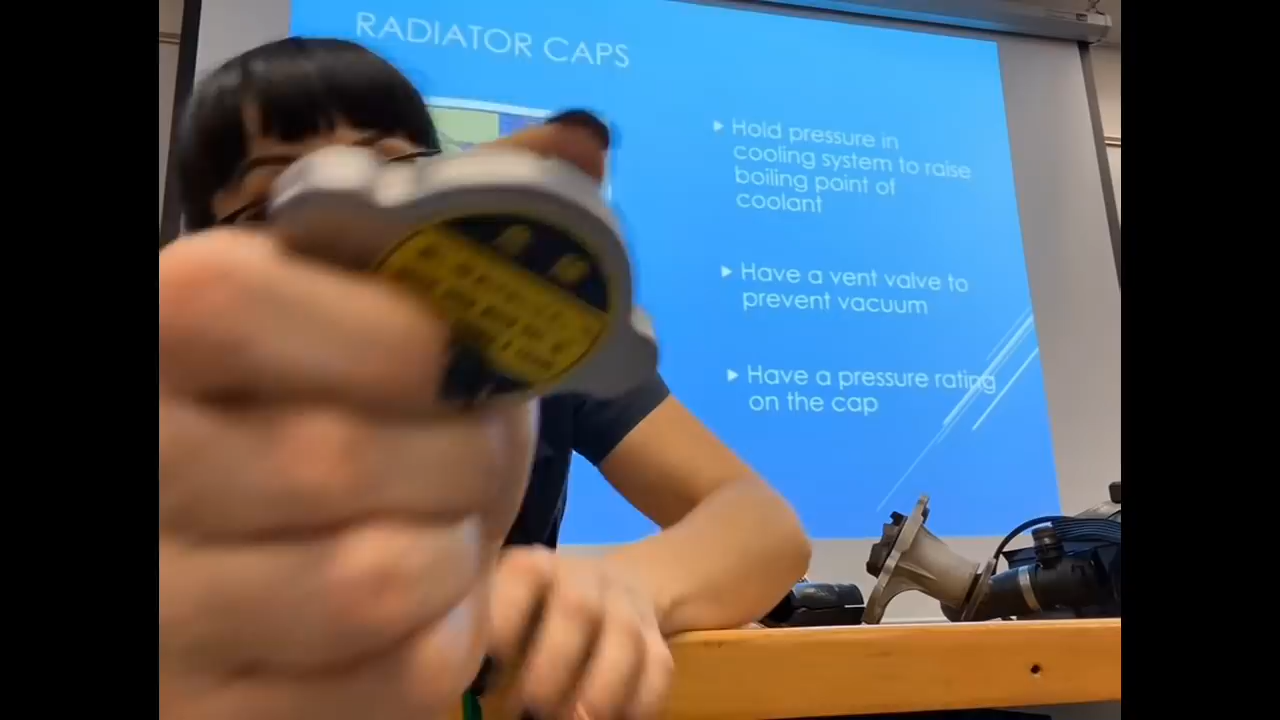 RADIATOR CAPS
Hold pressure in
cooling system to raise
boiling point of
coolant
Have a vent valve to
prevent vacuum
Have a pressure rating
on the cap